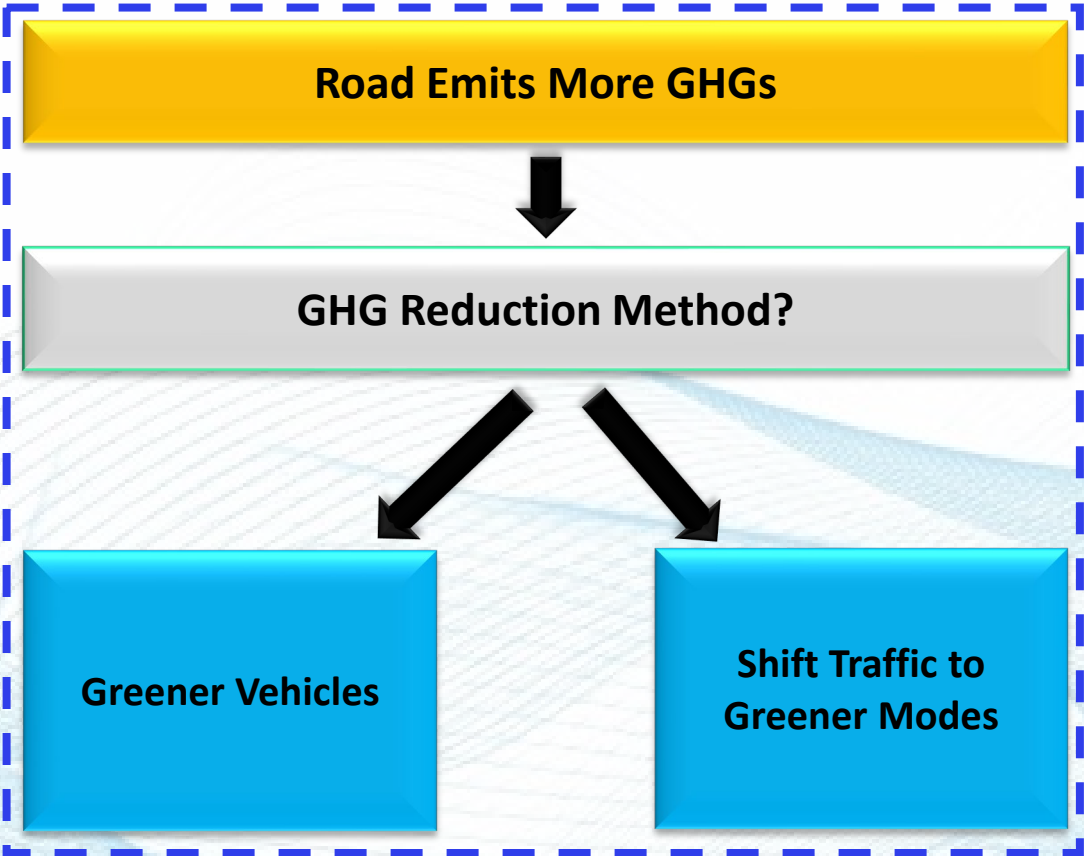 Road Emits More GHGs
GHG Reduction Method?
Greener Vehicles
Shift Traffic to
Greener Modes